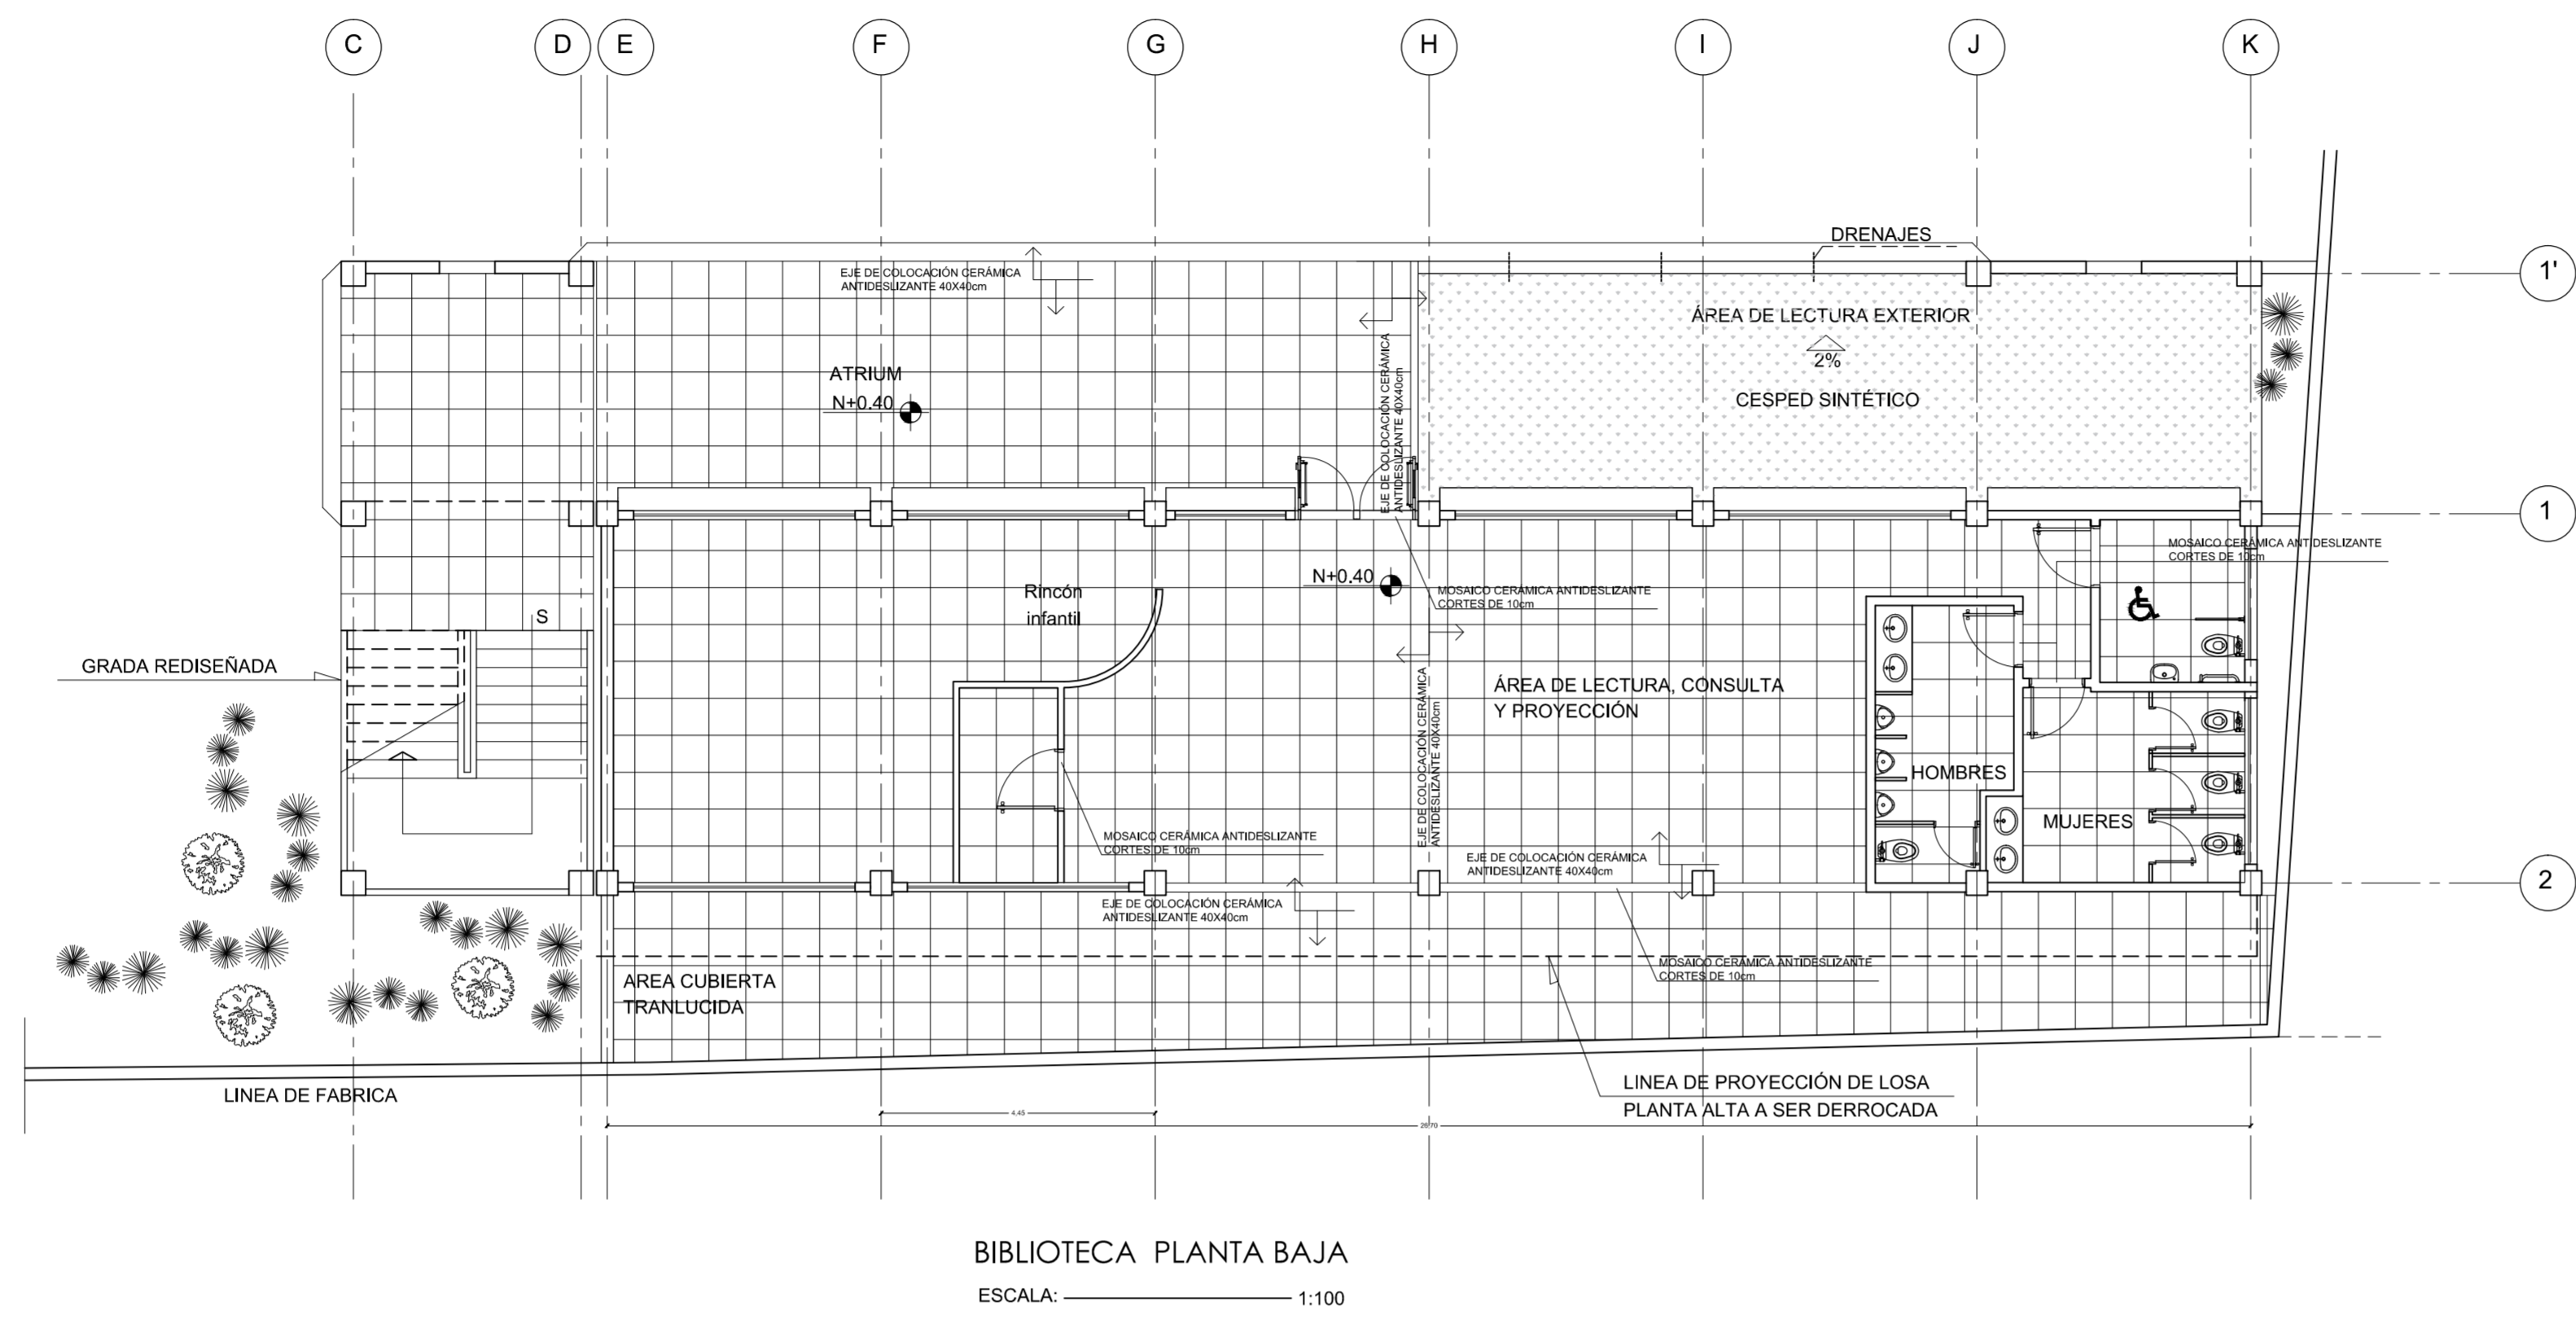 C D E F G H I J K
DRENAJES
1'
EJE DE COLOCACIÓN CERÁMICA
ANTIDESLIZANTE 40X40cm
ÁREA DE LECTURA EXTERIOR
2%
CESPED SINTÉTICO
ATRIUM
N+0.40
EJE DE COLOCACIÓN CERÁMICA
ANTIDESLIZANTE 40X40cm
1
MOSAICO CERÁMICA ANTIDESLIZANTE
CORTES DE 10cm
N+0.40
Rincón
infantil
MOSAICO CERÁMICA ANTIDESLIZANTE
CORTES DE 10cm
S
GRADA REDISEÑADA
ÁREA DE LECTURA, CONSULTA
Y PROYECCIÓN
EJE DE COLOCACIÓN CERÁMICA
ANTIDESLIZANTE 40X40cm
HOMBRES
MUJERES
MOSAICO CERÁMICA ANTIDESLIZANTE
CORTES DE 10cm
EJE DE COLOCACIÓN CERÁMICA
ANTIDESLIZANTE 40X40cm
2
EJE DE COLOCACIÓN CERÁMICA
ANTIDESLIZANTE 40X40cm
MOSAICO CERÁMICA ANTIDESLIZANTE
CORTES DE 10cm
AREA CUBIERTA
TRANLUCIDA
LINEA DE FABRICA
LINEA DE PROYECCIÓN DE LOSA
PLANTA ALTA A SER DERROCADA
4,45
26,70
BIBLIOTECA PLANTA BAJA
ESCALA: 1:100